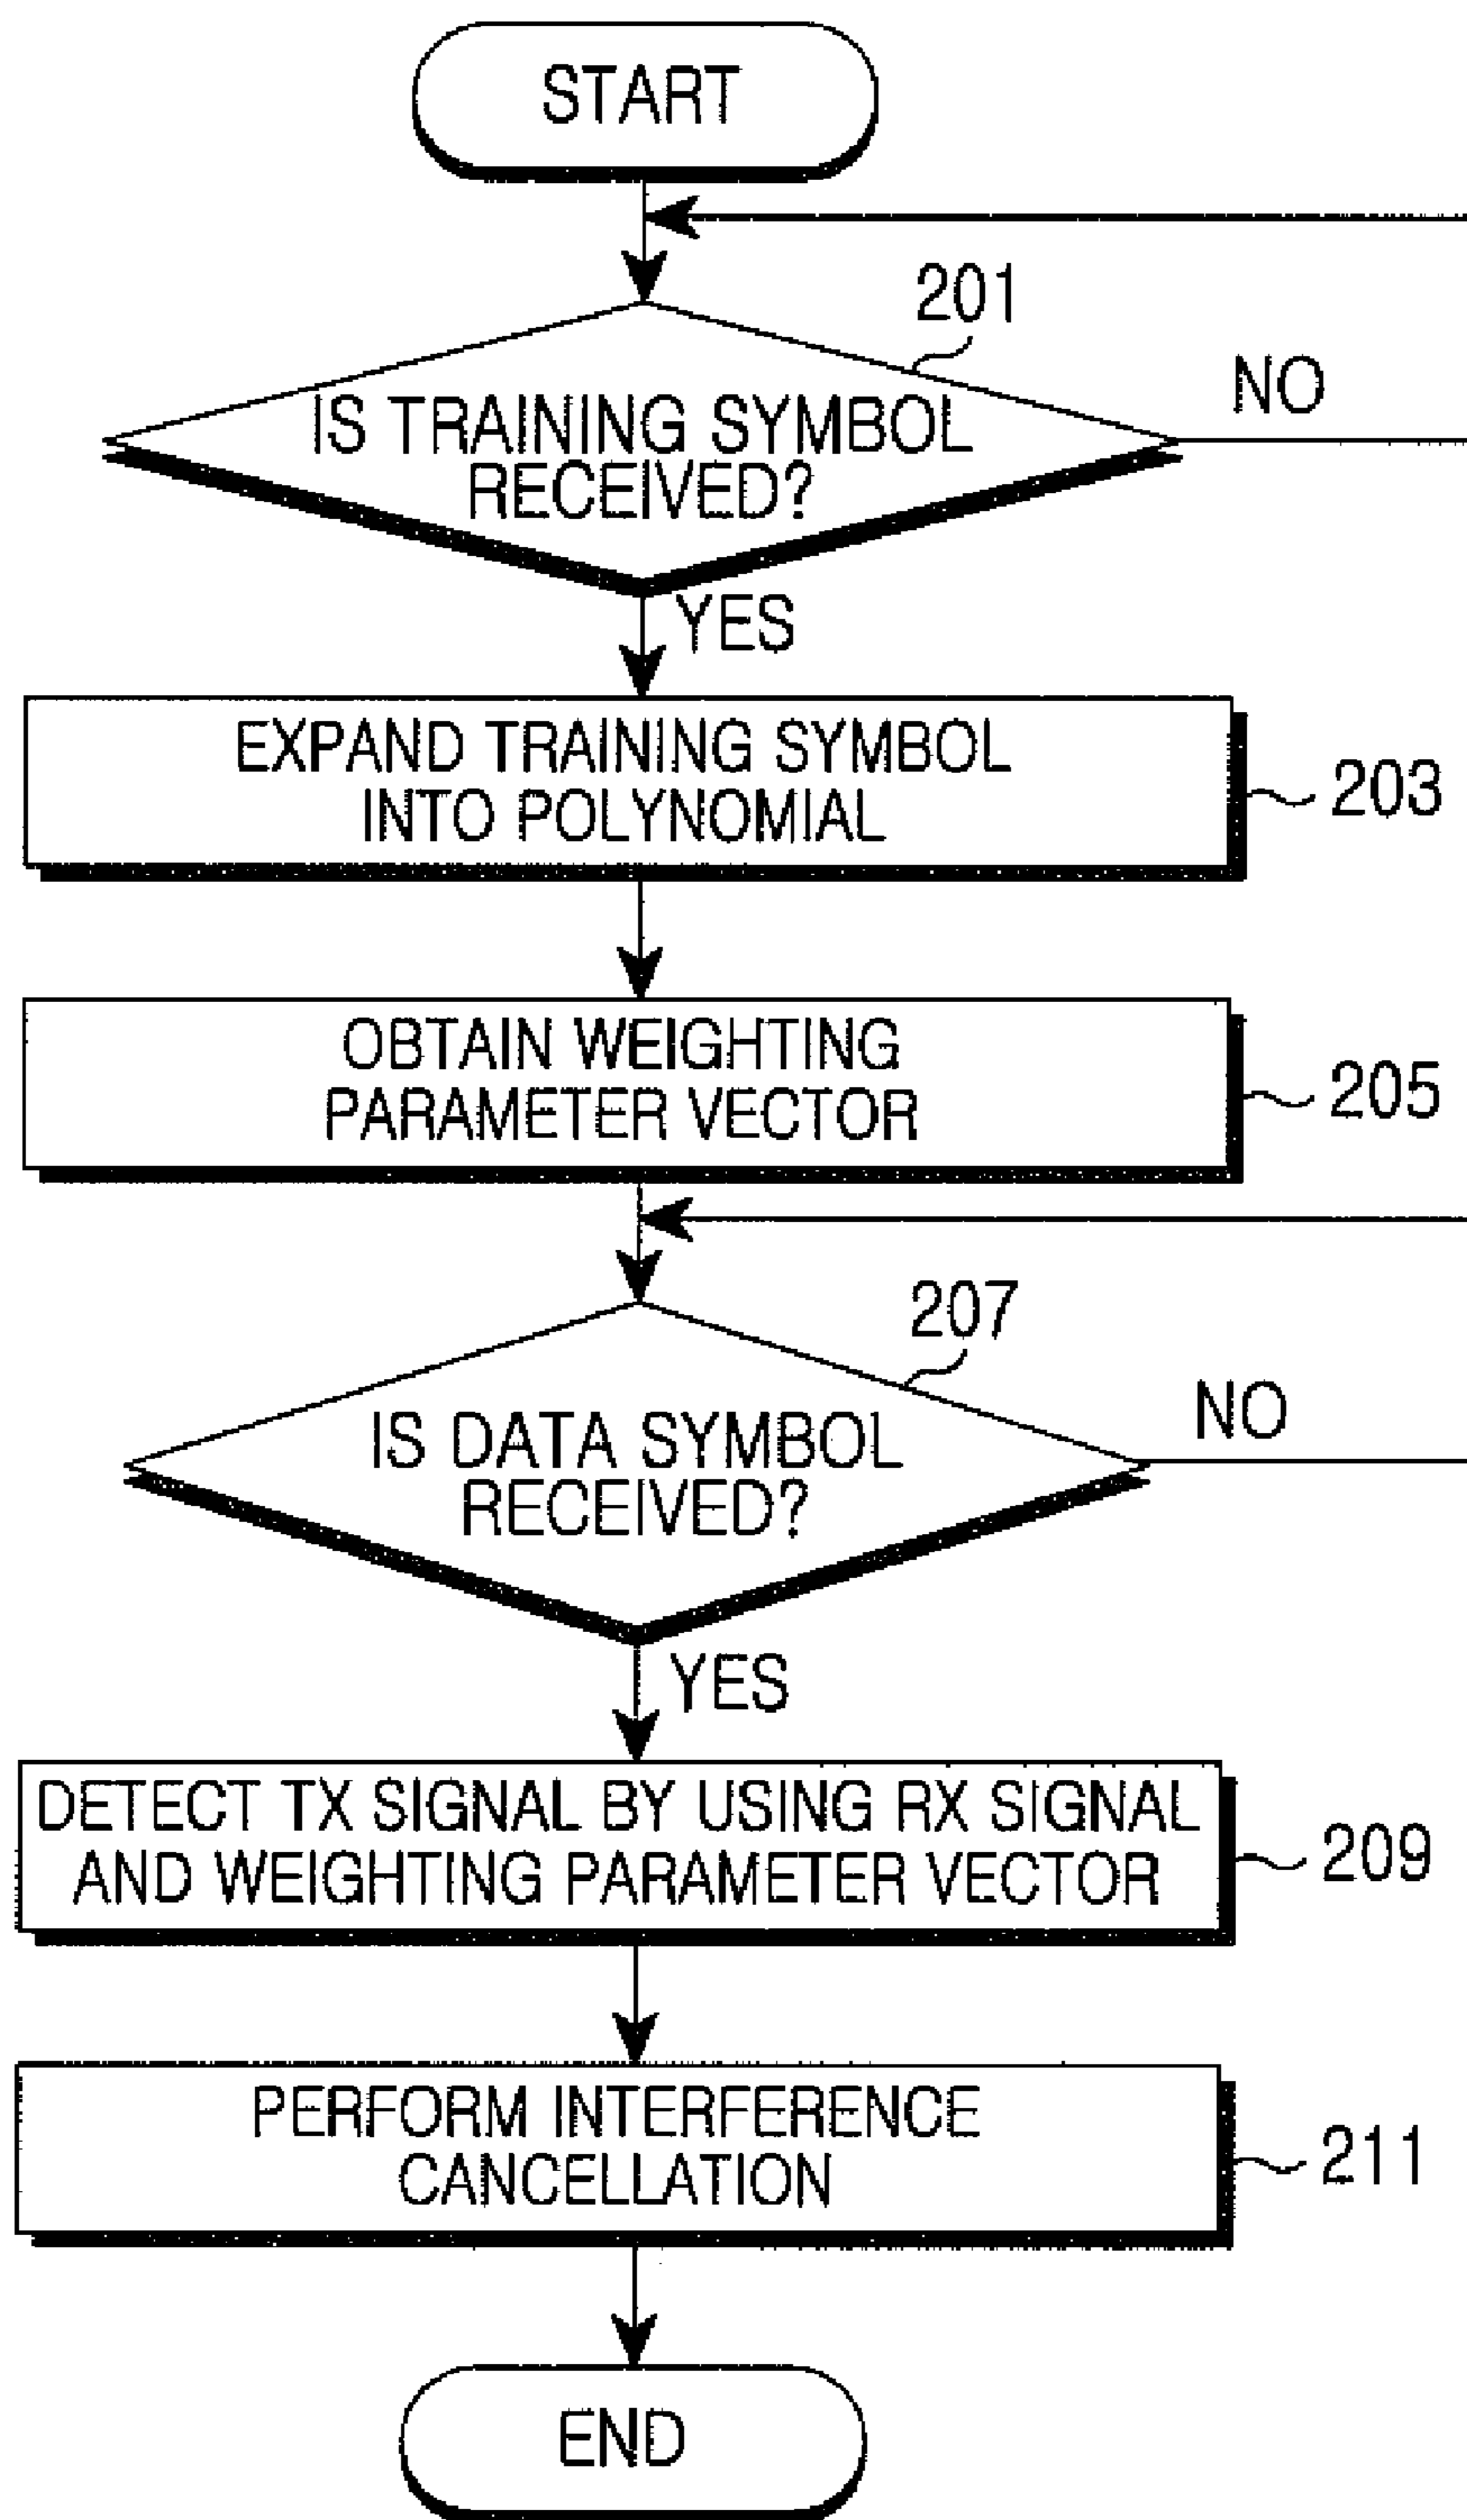 START
201
IS TRAINING SYMBOL
RECEIVED?
NO
YES
EXPAND TRAINING SYMBOL
INTO POLYNOMIAL
203
OBTAIN WEIGHTING
PARAMETER VECTOR
205
207
IS DATA SYMBOL
RECEIVED?
NO
YES
DETECT TX SIGNAL BY USING RX SIGNAL
AND WEIGHTING PARAMETER VECTOR
209
PERFORM INTERFERENCE
CANCELLATION
211
END